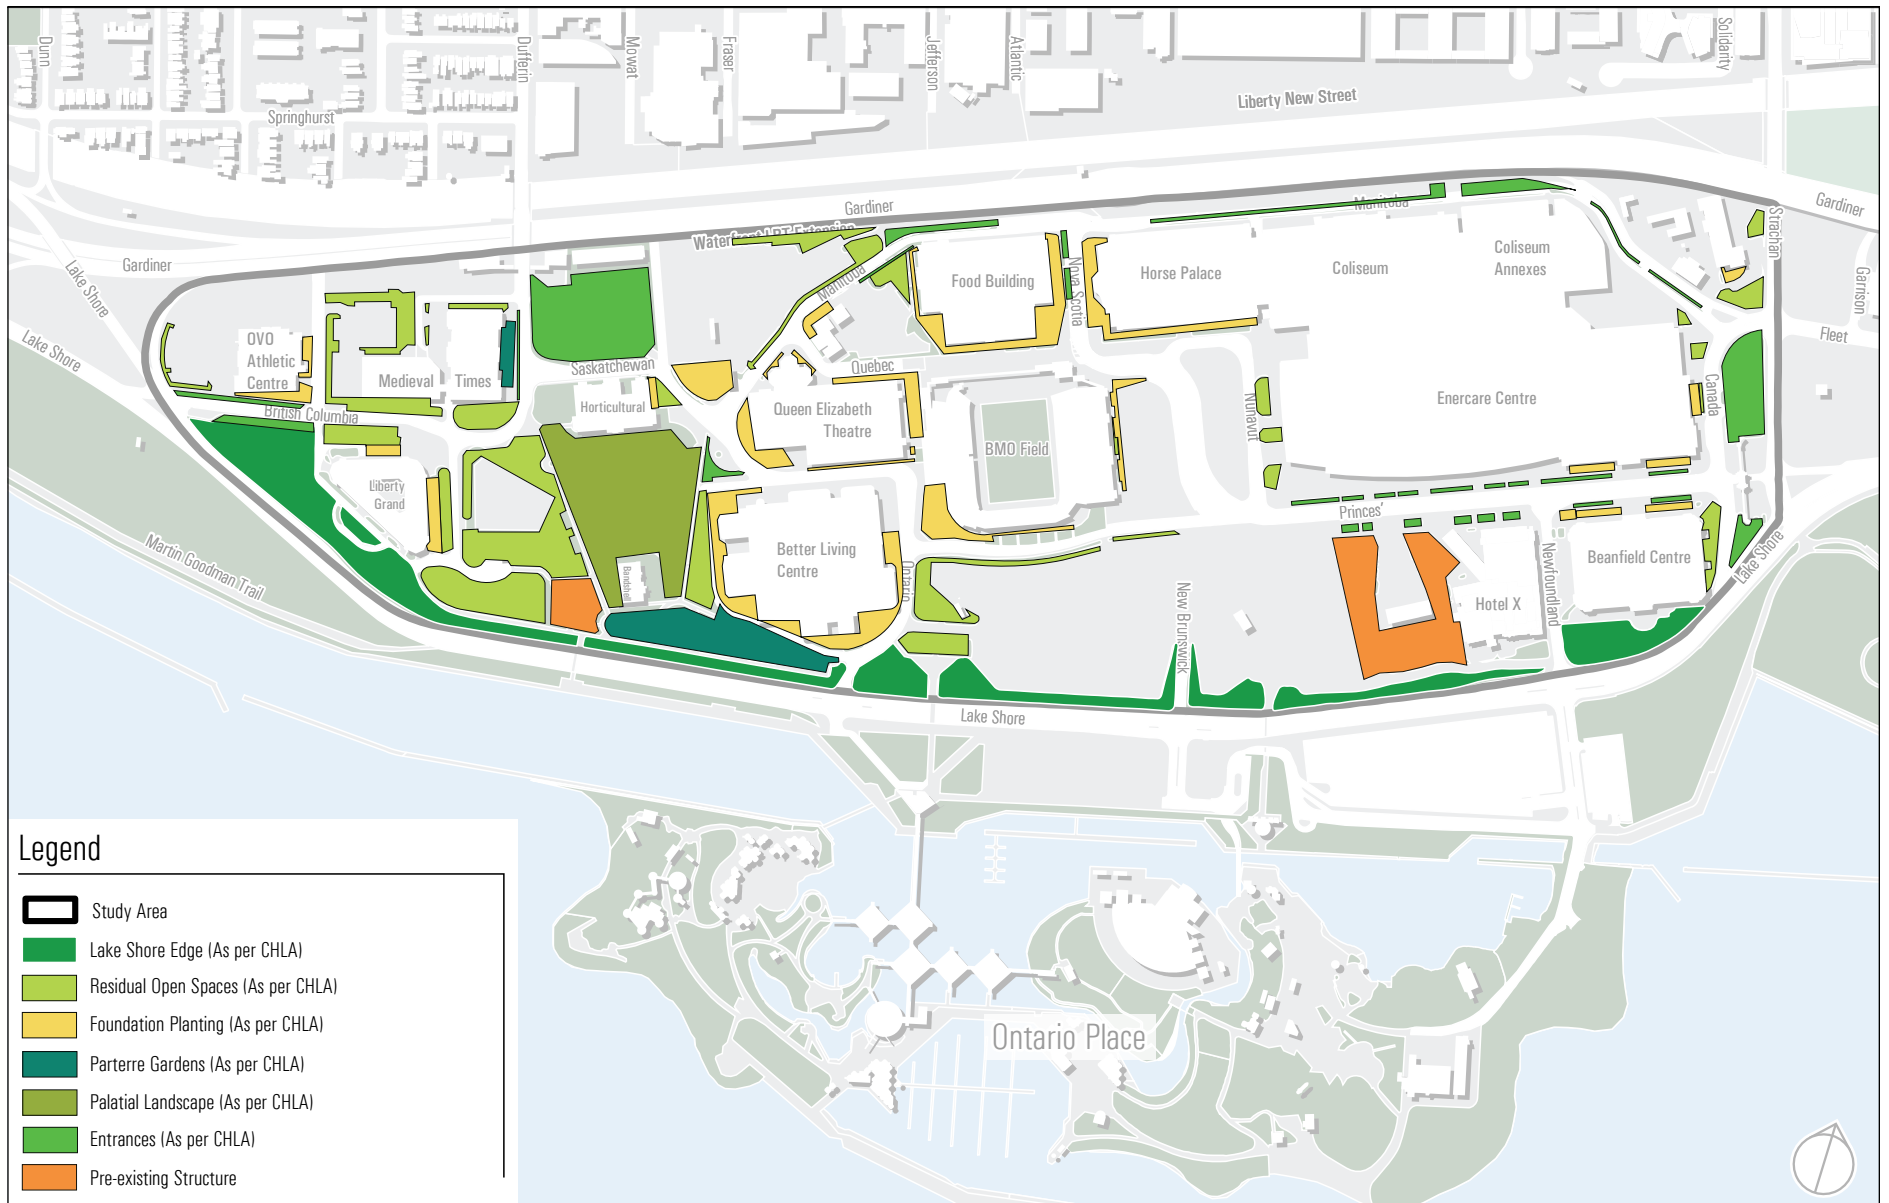 Dunn
Dufferin
Mowat
Fraser
Jefferson
Atlantic
Solidarity
Liberty New Street
Springhurst
Gardiner
Gardiner
Manitoba
Strachan
Waterfront LRT Extension
Gardiner
Lake Shore
Manitoba
Food Building
Nova Scotia
Horse Palace
Coliseum
Coliseum
Annexes
Garrison
Fleet
Lake Shore
OVO
Athletic
Centre
Medieval Times
Saskatchewan
Quebec
British Columbia
Horticultural
Queen Elizabeth
Theatre
BMO Field
Nunavut
Enercare Centre
Canada
Liberty
Grand
Princes'
Martin Goodman Trail
Bandshell
Better Living
Centre
Ontario
New Brunswick
Hotel X
Newfoundland
Beanfield Centre
Lake Shore
Lake Shore
Ontario Place
Legend
Study Area
Lake Shore Edge (As per CHLA)
Residual Open Spaces (As per CHLA)
Foundation Planting (As per CHLA)
Parterre Gardens (As per CHLA)
Palatial Landscape (As per CHLA)
Entrances (As per CHLA)
Pre-existing Structure